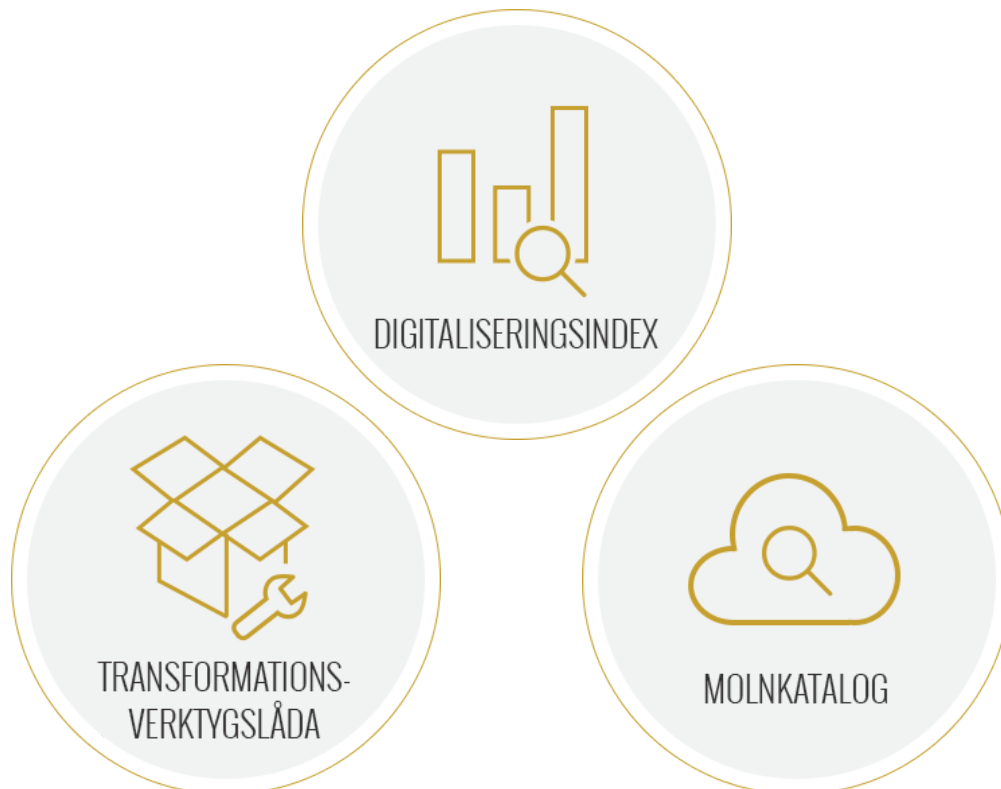 DIGITALISERINGSINDEX
TRANSFORMATIONS-
VERKTYGSLÅDA
MOLNKATALOG